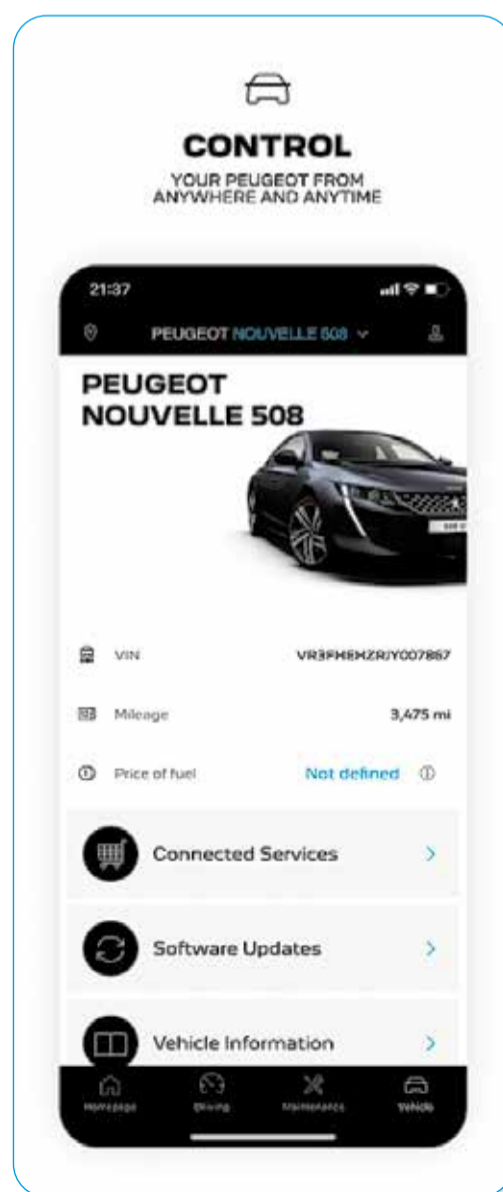 CONTROL
YOUR PEUGEOT FROM
ANYWHERE AND ANYTIME
21:37
PEUGEOT NOUVELLE 508
PEUGEOT
NOUVELLE 508
VIN
Mileage 3,475 mi
Price of fuel Not defined
Connected Services
Software Updates
Vehicle Information
Homepage Driving Maintenance Vehicle